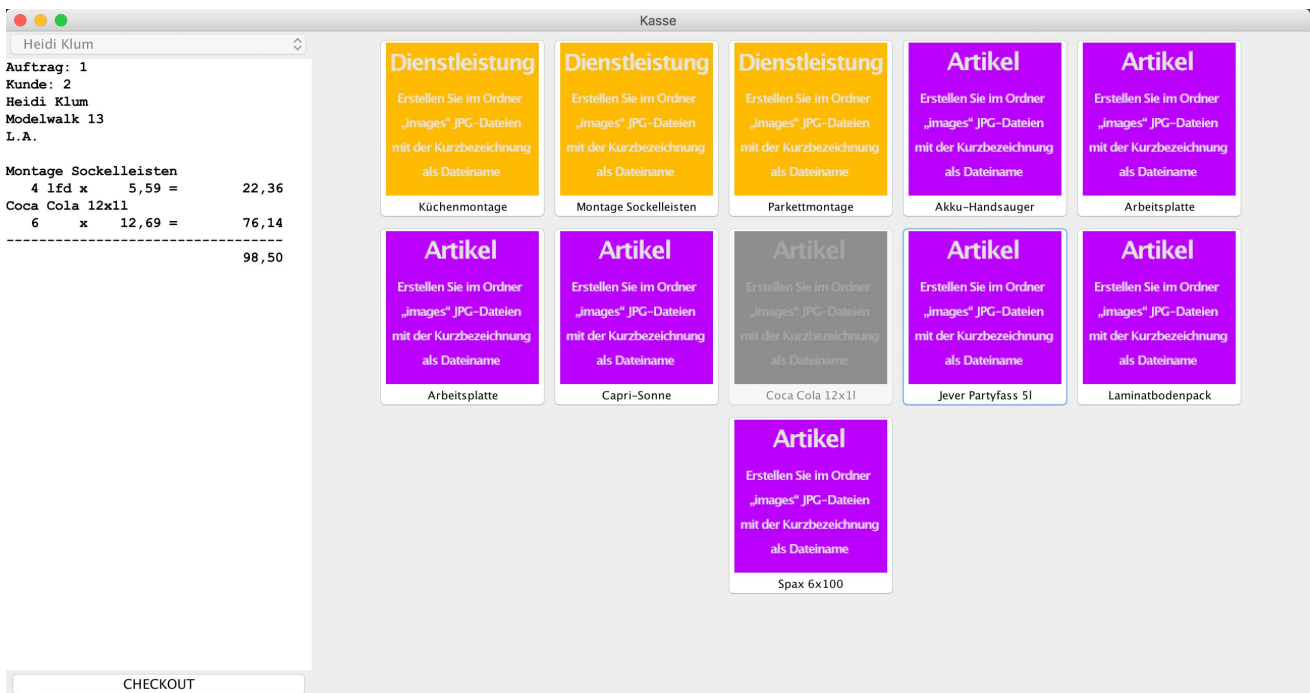 Kasse
Heidi Klum
Auftrag: 1
Kunde: 2
Heidi Klum
Modelwalk 13
L.A.
Montage Sockelleisten
4 lfd x 5,59 = 22,36
Coca Cola 12x1l
6 x 12,69 = 76,14
-----------------------------------
98,50
CHECKOUT
Dienstleistung
Erstellen Sie im Ordner
„images“ JPG-Dateien
mit der Kurzbezeichnung
als Dateiname
Küchenmontage
Dienstleistung
Erstellen Sie im Ordner
„images“ JPG-Dateien
mit der Kurzbezeichnung
als Dateiname
Montage Sockelleisten
Dienstleistung
Erstellen Sie im Ordner
„images“ JPG-Dateien
mit der Kurzbezeichnung
als Dateiname
Parkettmontage
Artikel
Erstellen Sie im Ordner
„images“ JPG-Dateien
mit der Kurzbezeichnung
als Dateiname
Akku-Handsauger
Artikel
Erstellen Sie im Ordner
„images“ JPG-Dateien
mit der Kurzbezeichnung
als Dateiname
Arbeitsplatte
Artikel
Erstellen Sie im Ordner
„images“ JPG-Dateien
mit der Kurzbezeichnung
als Dateiname
Arbeitsplatte
Artikel
Erstellen Sie im Ordner
„images“ JPG-Dateien
mit der Kurzbezeichnung
als Dateiname
Capri-Sonne
Artikel
Erstellen Sie im Ordner
„images“ JPG-Dateien
mit der Kurzbezeichnung
als Dateiname
Coca Cola 12x1l
Artikel
Erstellen Sie im Ordner
„images“ JPG-Dateien
mit der Kurzbezeichnung
als Dateiname
Jever Partyfass 5l
Artikel
Erstellen Sie im Ordner
„images“ JPG-Dateien
mit der Kurzbezeichnung
als Dateiname
Laminatbodenpack
Artikel
Erstellen Sie im Ordner
„images“ JPG-Dateien
mit der Kurzbezeichnung
als Dateiname
Spax 6x100